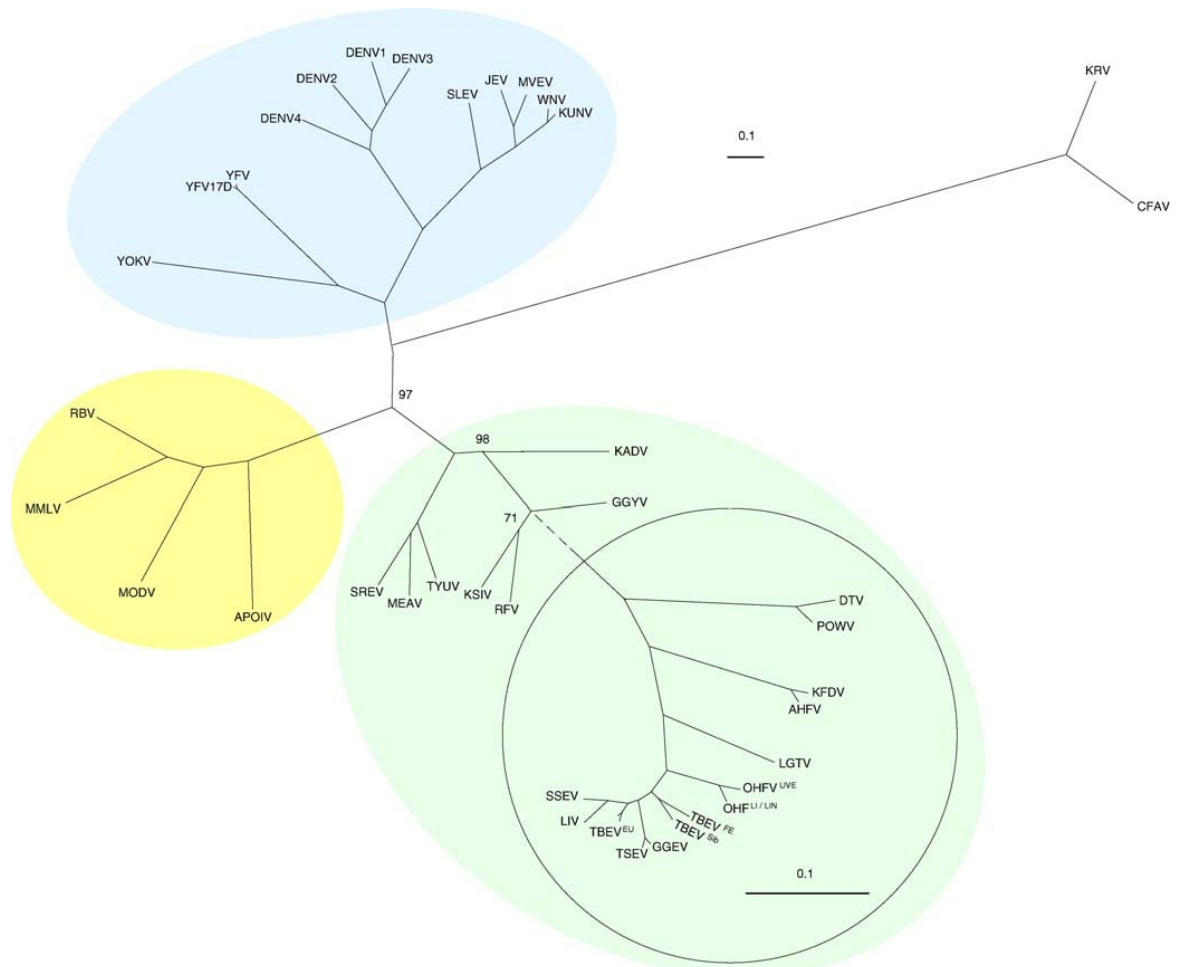 DENV1
DENV3
DENV2
DENV4
SLEV
JEV
MVEV
WNV
KUNV
YFV
YFV17D
YOKV
KRV
0.1
CFAV
97
RBV
MMLV
MODV
APOIV
98
KADV
GGYV
71
SREV
MEAV
TYUV
KSIV
RFV
DTV
POWV
KFDV
AHFV
LGTV
OHFV UVE
OHF LI / LIN
SSEV
LIV
TBEV EU
TBEV FE
TBEV Sib
TSEV
GGEV
0.1